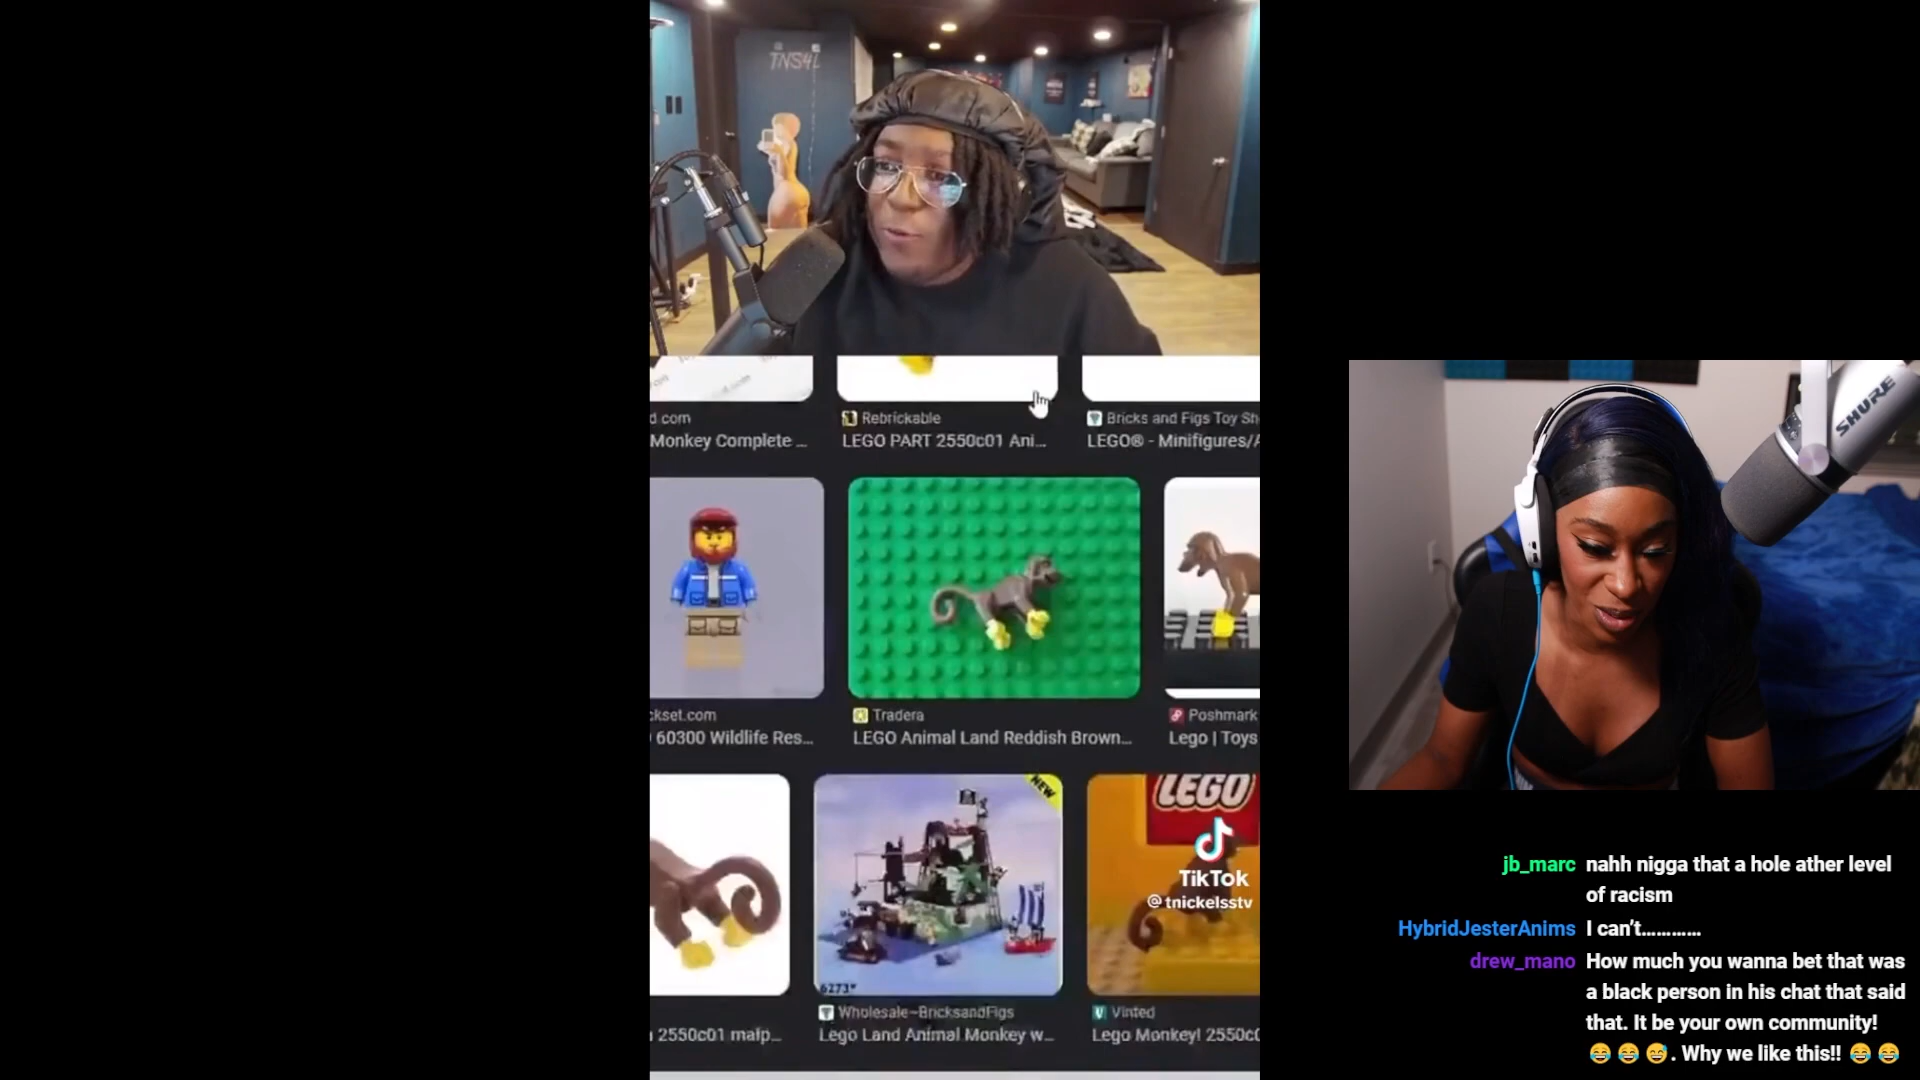 TNS4L
d.com
Monkey Complete ...
Rebrickable
LEGO PART 2550c01 Ani...
Bricks and Figs Toy Sh
LEGO® - Minifigures/A
ckset.com
60300 Wildlife Res...
Tradera
LEGO Animal Land Reddish Brown...
Poshmark
Lego | Toys
NEW
6273
Wholesale-BricksandFigs
Lego Land Animal Monkey w...
2550c01 maip...
LEGO
TikTok
@tnickelsstv
Vinted
Lego Monkey! 2550c0
SHURE
jb_marc nahh nigga that a hole ather level
of racism
HybridJesterAnims I can’t............
drew_mano How much you wanna bet that was
a black person in his chat that said
that. It be your own community!
😂 😂 😅. Why we like this!! 😂 😂